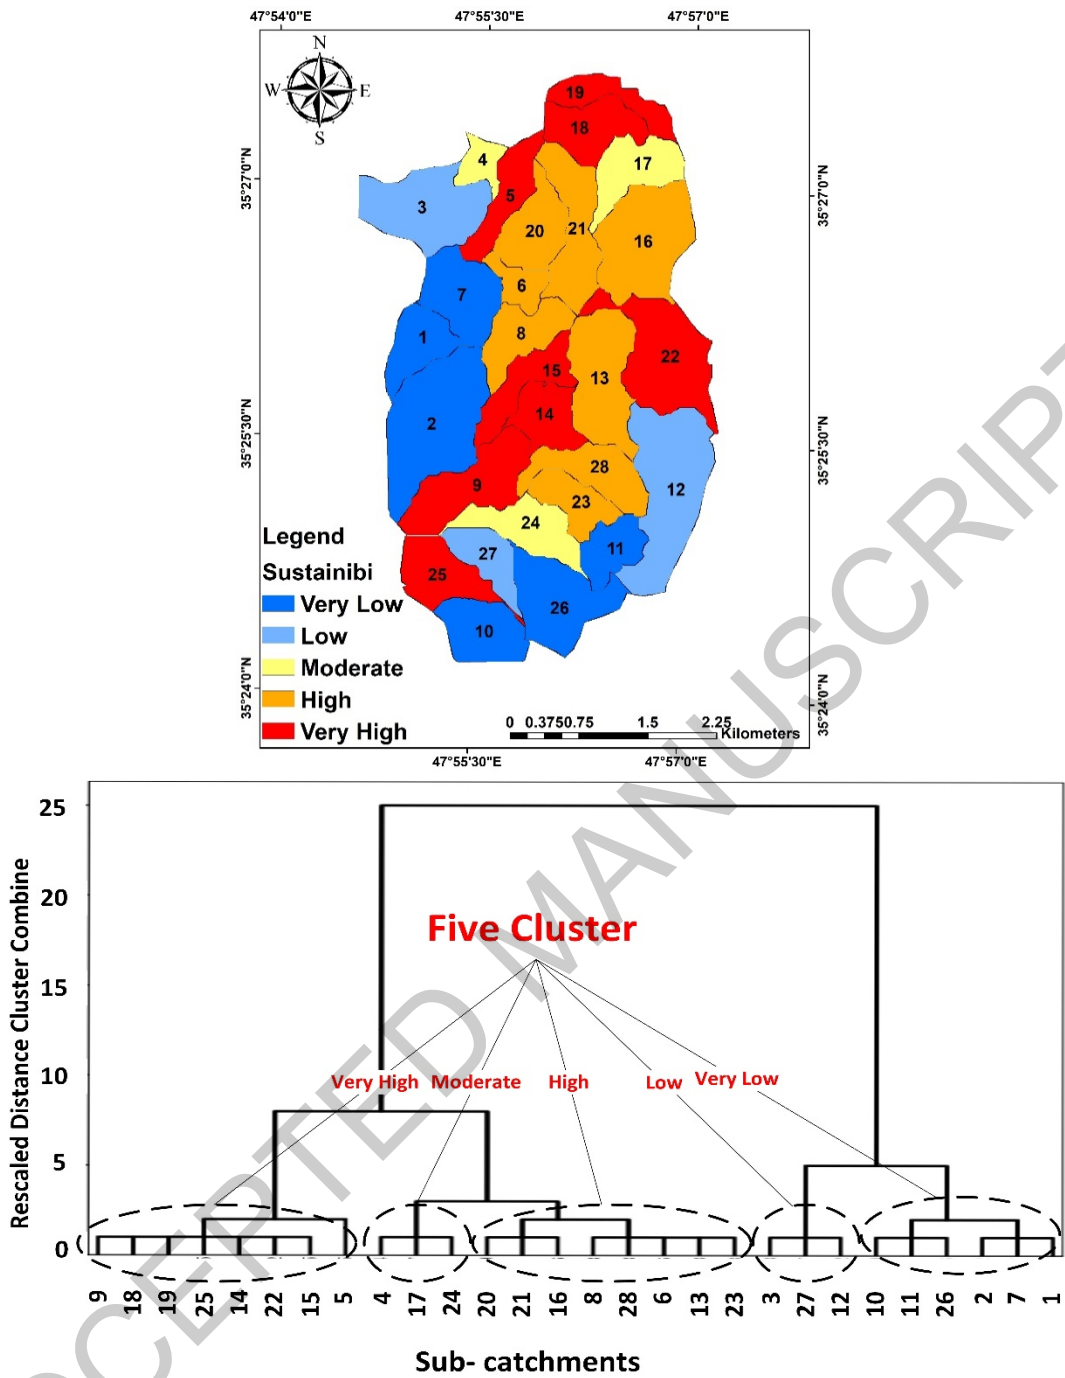 47°54'0"E 47°55'30"E 47°57'0"E
N
W E
S
19
18
4 17
3 5
20 21 16
7 6
1 8
15 13 22
14
2
28
9 12
23
24
27 11
25
26
10
35°27'0"N 35°27'0"N
35°25'30"N 35°25'30"N
35°24'0"N 35°24'0"N
Legend
Sustainibi
Very Low
Low
Moderate
High
Very High
0 0.3750.75 1.5 2.25
Kilometers
47°55'30"E 47°57'0"E
25
20
15
10
5
0
Rescaled Distance Cluster Combine
Five Cluster
Very High Moderate High Low Very Low
9 18 19 25 14 22 15 5 4 17 24 20 21 16 8 28 6 13 23 3 27 12 10 11 26 2 7 1
Sub- catchments
CCEPTED MANUSCRIPT